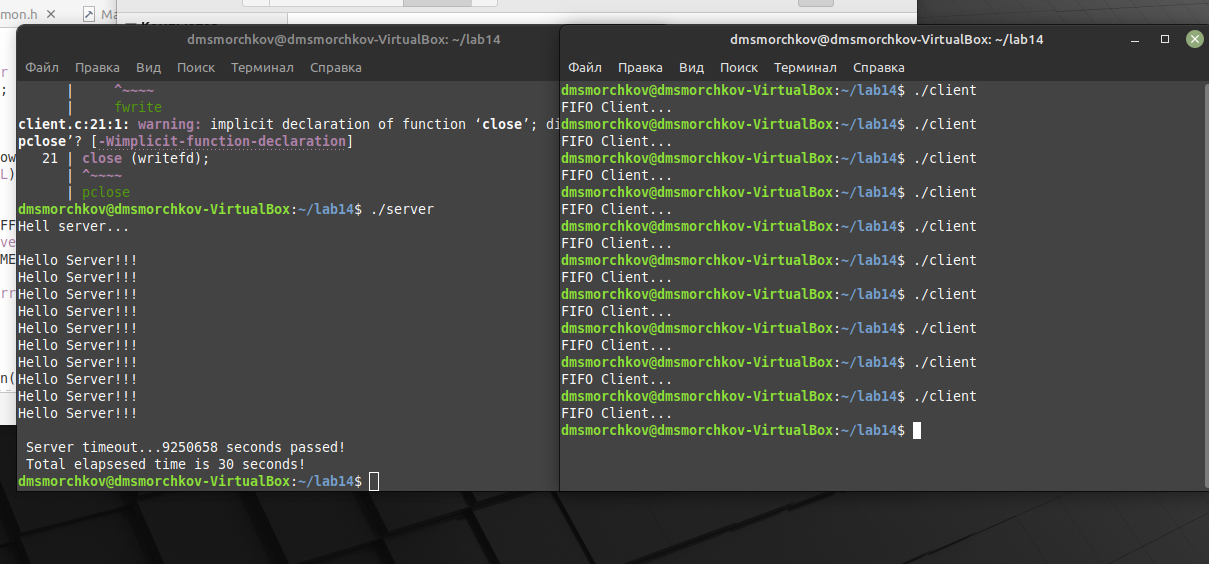 mon.h
Компьютер
r
;
ow
L)
FF
ve
ME
rr
n(
dmsmorchkov@dmsmorchkov-VirtualBox: ~/lab14
Файл Правка Вид Поиск Терминал Справка
| ^~~~~
| fwrite
client.c:21:1: warning: implicit declaration of function ‘close’; di
pclose’? [-Wimplicit-function-declaration]
21 | close (writefd);
| ^~~~~
| pclose
dmsmorchkov@dmsmorchkov-VirtualBox:~/lab14$ ./server
Hell server...
Hello Server!!!
Hello Server!!!
Hello Server!!!
Hello Server!!!
Hello Server!!!
Hello Server!!!
Hello Server!!!
Hello Server!!!
Hello Server!!!
Hello Server!!!
Server timeout...9250658 seconds passed!
Total elapsesed time is 30 seconds!
dmsmorchkov@dmsmorchkov-VirtualBox:~/lab14$
dmsmorchkov@dmsmorchkov-VirtualBox: ~/lab14
Файл Правка Вид Поиск Терминал Справка
dmsmorchkov@dmsmorchkov-VirtualBox:~/lab14$ ./client
FIFO Client...
dmsmorchkov@dmsmorchkov-VirtualBox:~/lab14$ ./client
FIFO Client...
dmsmorchkov@dmsmorchkov-VirtualBox:~/lab14$ ./client
FIFO Client...
dmsmorchkov@dmsmorchkov-VirtualBox:~/lab14$ ./client
FIFO Client...
dmsmorchkov@dmsmorchkov-VirtualBox:~/lab14$ ./client
FIFO Client...
dmsmorchkov@dmsmorchkov-VirtualBox:~/lab14$ ./client
FIFO Client...
dmsmorchkov@dmsmorchkov-VirtualBox:~/lab14$ ./client
FIFO Client...
dmsmorchkov@dmsmorchkov-VirtualBox:~/lab14$ ./client
FIFO Client...
dmsmorchkov@dmsmorchkov-VirtualBox:~/lab14$ ./client
FIFO Client...
dmsmorchkov@dmsmorchkov-VirtualBox:~/lab14$ ./client
FIFO Client...
dmsmorchkov@dmsmorchkov-VirtualBox:~/lab14$